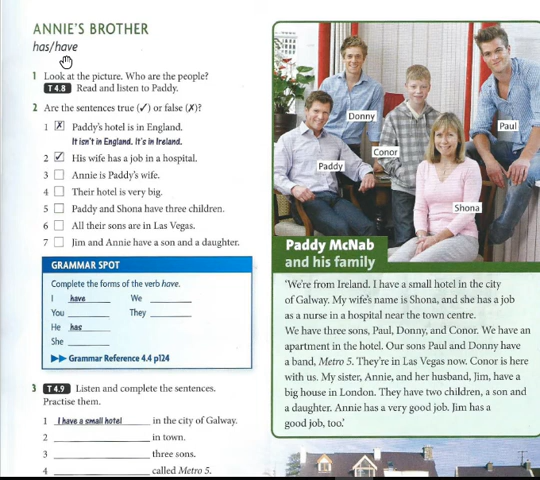 ANNIE'S BROTHER
has/have
1 Look at the picture. Who are the people?
T 4.8 Read and listen to Paddy.
2 Are the sentences true (✓) or false (✗)?
1 ☒ Paddy's hotel is in England.
It isn't in England. It's in Ireland.
2 ☑ His wife has a job in a hospital.
3 ☐ Annie is Paddy's wife.
4 ☐ Their hotel is very big.
5 ☐ Paddy and Shona have three children.
6 ☐ All their sons are in Las Vegas.
7 ☐ Jim and Annie have a son and a daughter.
GRAMMAR SPOT
Complete the forms of the verb have.
I have We ________
You ________ They ________
He has
She ________
▶▶ Grammar Reference 4.4 p124
3 T 4.9 Listen and complete the sentences.
Practise them.
1 I have a small hotel in the city of Galway.
2 ________ in town.
3 ________ three sons.
4 ________ called Metro 5.
Donny
Paul
Conor
Paddy
Shona
Paddy McNab
and his family
'We're from Ireland. I have a small hotel in the city
of Galway. My wife's name is Shona, and she has a job
as a nurse in a hospital near the town centre.
We have three sons, Paul, Donny, and Conor. We have an
apartment in the hotel. Our sons Paul and Donny have
a band, Metro 5. They're in Las Vegas now. Conor is here
with us. My sister, Annie, and her husband, Jim, have a
big house in London. They have two children, a son and
a daughter. Annie has a very good job. Jim has a
good job, too.'